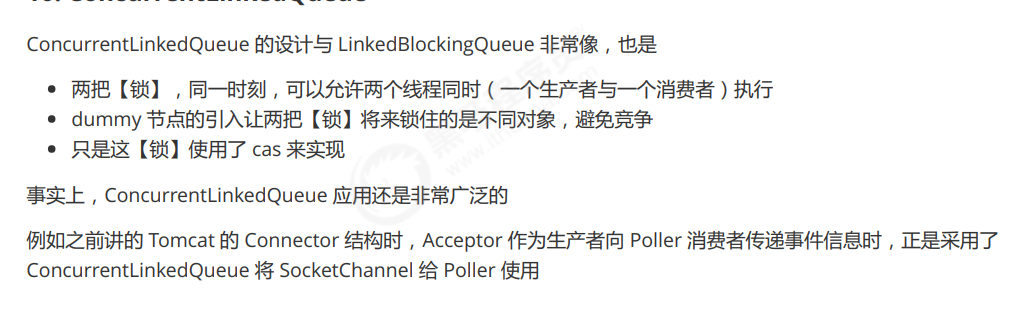 10. ConcurrentLinkedQueue
ConcurrentLinkedQueue 的设计与 LinkedBlockingQueue 非常像，也是
两把【锁】，同一时刻，可以允许两个线程同时（一个生产者与一个消费者）执行
dummy 节点的引入让两把【锁】将来锁住的是不同对象，避免竞争
只是这【锁】使用了 cas 来实现
事实上，ConcurrentLinkedQueue 应用还是非常广泛的
例如之前讲的 Tomcat 的 Connector 结构时，Acceptor 作为生产者向 Poller 消费者传递事件信息时，正是采用了
ConcurrentLinkedQueue 将 SocketChannel 给 Poller 使用